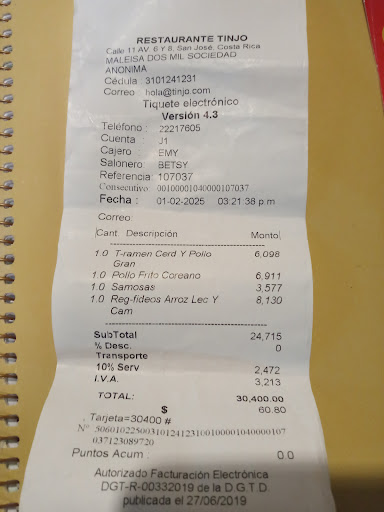 RESTAURANTE TINJO
Calle 11 AV. 6 Y 8, San José, Costa Rica
MALEISA DOS MIL SOCIEDAD
ANONIMA
Cédula : 3101241231
Correo : hola@tinjo.com
Tiquete electrónico
Versión 4.3
Teléfono : 22217605
Cuenta : J1
Cajero : EMY
Salonero: BETSY
Referencia: 107037
Consecutivo: 00100001040000107037
Fecha : 01-02-2025 03:21:38 p.m
Correo:
Cant. Descripción Monto
1.0 T-ramen Cerd Y Pollo Gran 6,098
1.0 Pollo Frito Coreano 6,911
1.0 Samosas 3,577
1.0 Reg-fideos Arroz Lec Y Cam 8,130
SubTotal 24,715
% Desc. 0
Transporte
10% Serv 2,472
I.V.A. 3,213
TOTAL: 30,400.00
$ 60.80
Tarjeta=30400 #
N° 50601022500310124123100100001040000107
037123089720
Puntos Acum : 0.0
Autorizado Facturación Electrónica
DGT-R-00332019 de la D.G.T.D.
publicada el 27/06/2019